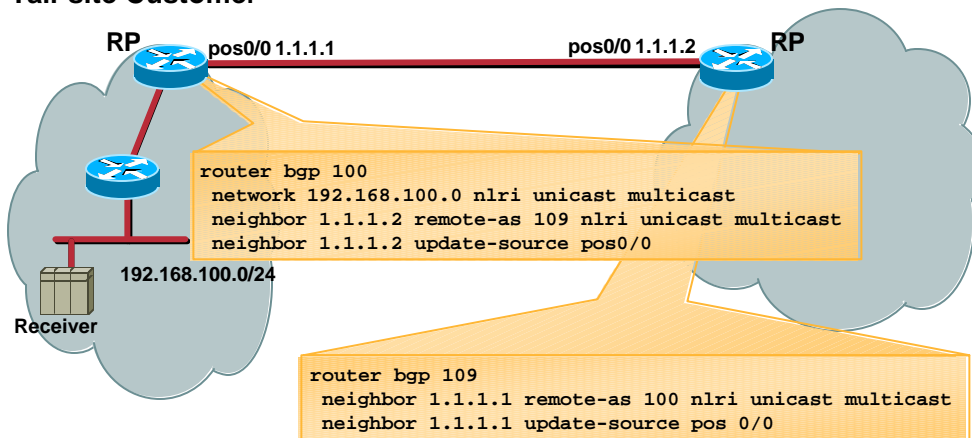 RP
pos0/0 1.1.1.1
pos0/0 1.1.1.2
RP
router bgp 100
network 192.168.100.0 nlri unicast multicast
neighbor 1.1.1.2 remote-as 109 nlri unicast multicast
neighbor 1.1.1.2 update-source pos0/0
192.168.100.0/24
Receiver
router bgp 109
neighbor 1.1.1.1 remote-as 100 nlri unicast multicast
neighbor 1.1.1.1 update-source pos 0/0